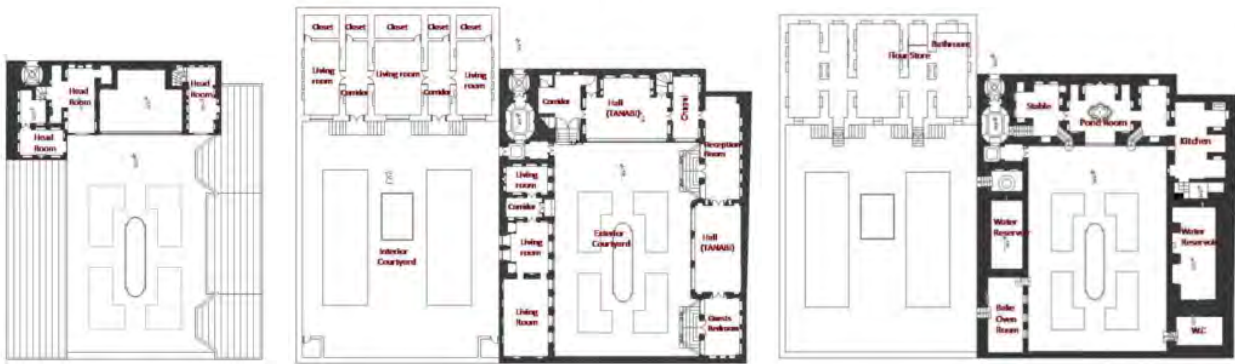 Head
Room
Head
Room
Head
Room
Closet
Closet
Closet
Closet
Closet
Living
room
Corridor
Living room
Corridor
Living
room
Interior
Courtyard
Corridor
Hall
(TANABI)
Chapel
Reception
Room
Living
room
Corridor
Living
room
Living
Room
Exterior
Courtyard
Hall
(TANABI)
Guests
Bedroom
Flour Store
Bathroom
Stable
Pond Room
Kitchen
Water
Reservoir
Water
Reservoir
Bake
Oven
Room
W.C